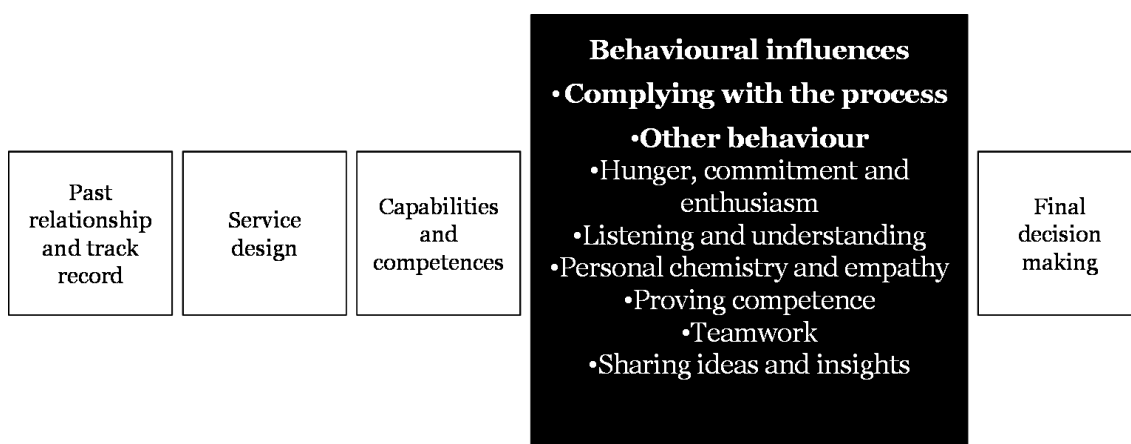 Past
relationship
and track
record
Service
design
Capabilities
and
competences
Behavioural influences
•Complying with the process
•Other behaviour
•Hunger, commitment and
enthusiasm
•Listening and understanding
•Personal chemistry and empathy
•Proving competence
•Teamwork
•Sharing ideas and insights
Final
decision
making